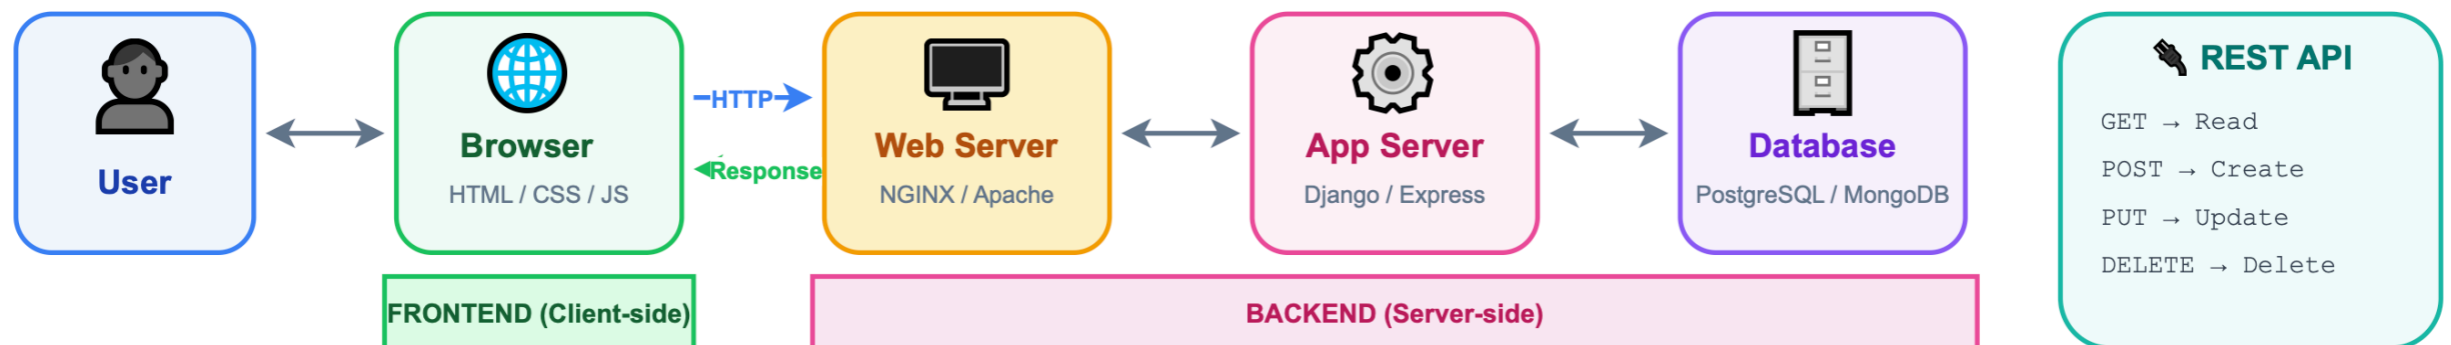 User
Browser
HTML / CSS / JS
HTTP
Response
Web Server
NGINX / Apache
App Server
Django / Express
Database
PostgreSQL / MongoDB
FRONTEND (Client-side)
BACKEND (Server-side)
REST API
GET → Read
POST → Create
PUT → Update
DELETE → Delete